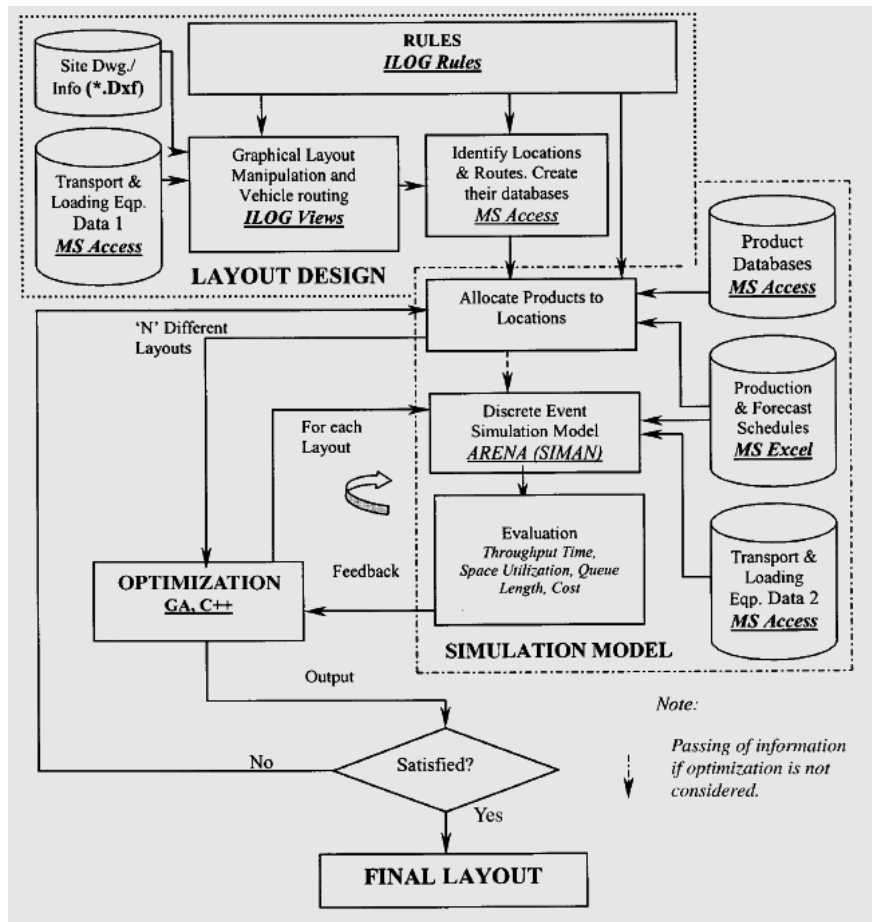 RULES
ILOG Rules
Site Dwg./
Info (*.Dxf)
Transport &
Loading Eqp.
Data 1
MS Access
Graphical Layout
Manipulation and
Vehicle routing
ILOG Views
Identify Locations
& Routes. Create
their databases
MS Access
LAYOUT DESIGN
Product
Databases
MS Access
Allocate Products to
Locations
'N' Different
Layouts
Production
& Forecast
Schedules
MS Excel
For each
Layout
Discrete Event
Simulation Model
ARENA (SIMAN)
Evaluation
Throughput Time,
Space Utilization, Queue
Length, Cost
Feedback
OPTIMIZATION
GA, C++
Transport &
Loading
Eqp. Data 2
MS Access
SIMULATION MODEL
Output
Note:
Passing of information
if optimization is not
considered.
Satisfied?
No
Yes
FINAL LAYOUT